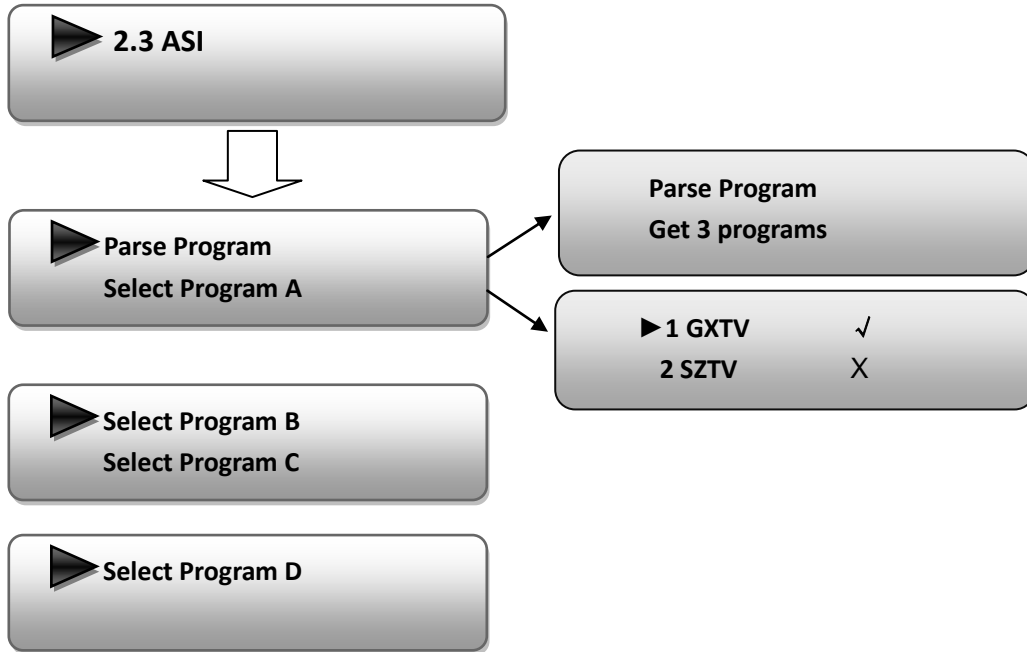 2.3 ASI
Parse Program
Select Program A
Parse Program
Get 3 programs
►1 GXTV √
2 SZTV X
Select Program B
Select Program C
Select Program D